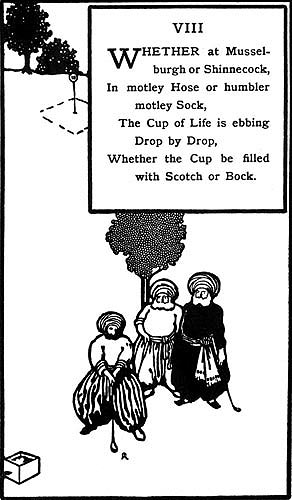 VIII
WHETHER at Mussel-
burgh or Shinnecock,
In motley Hose or humbler
motley Sock,
The Cup of Life is ebbing
Drop by Drop,
Whether the Cup be filled
with Scotch or Bock.
R